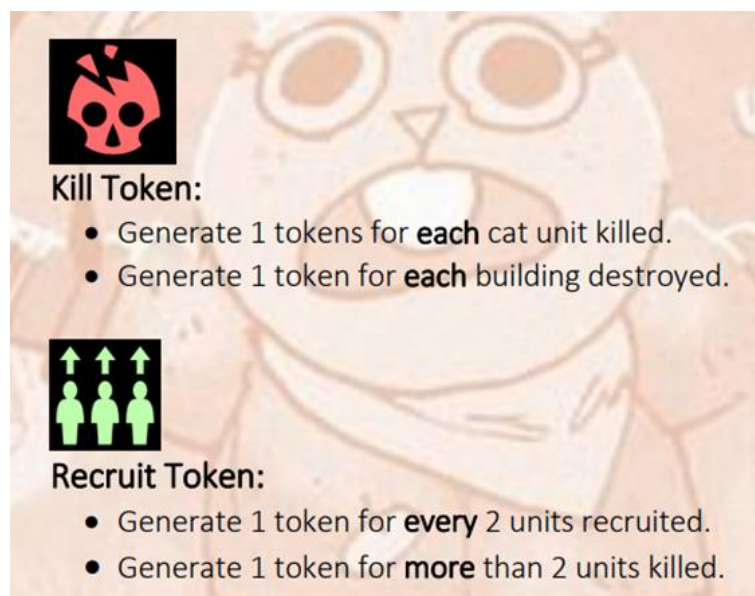 Kill Token:
• Generate 1 tokens for each cat unit killed.
• Generate 1 token for each building destroyed.
Recruit Token:
• Generate 1 token for every 2 units recruited.
• Generate 1 token for more than 2 units killed.